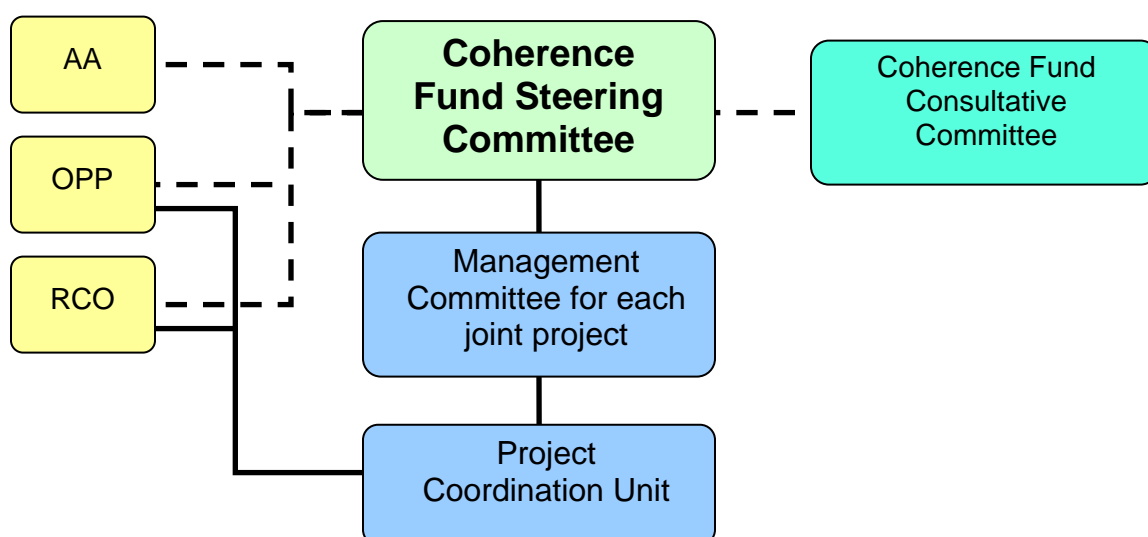 AA
OPP
RCO
Coherence
Fund Steering
Committee
Coherence Fund
Consultative
Committee
Management
Committee for each
joint project
Project
Coordination Unit